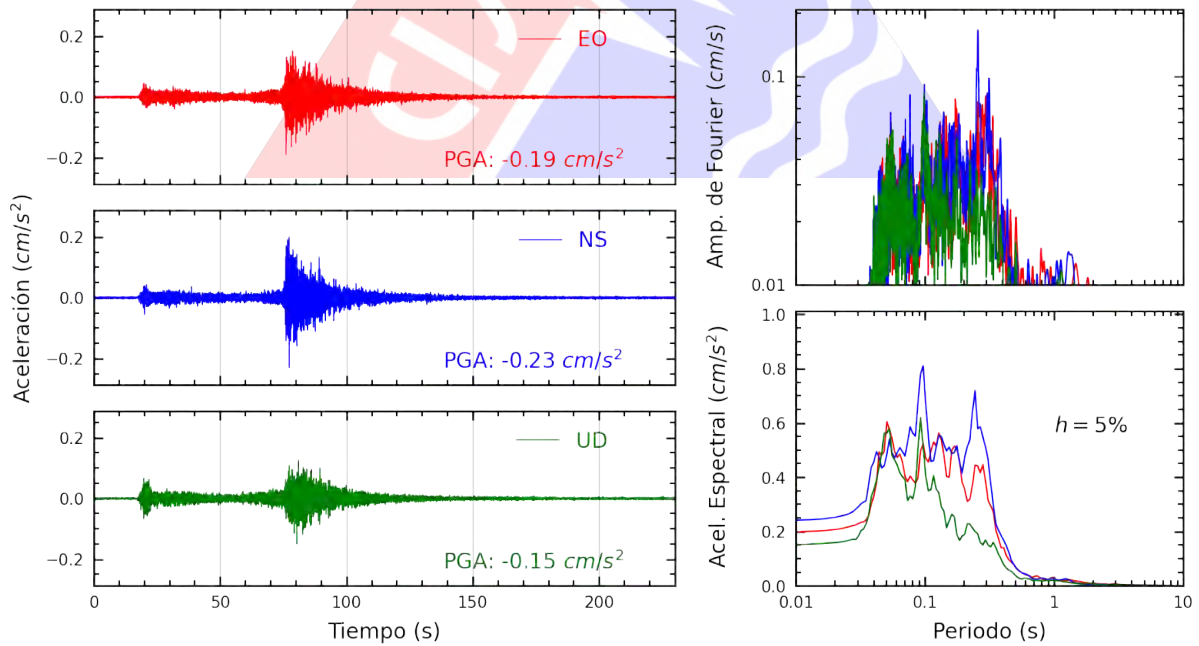 Aceleración (cm/s²)
0.2
0.0
−0.2
EO
PGA: -0.19 cm/s²
0.2
0.0
−0.2
NS
PGA: -0.23 cm/s²
0.2
0.0
−0.2
UD
PGA: -0.15 cm/s²
0 50 100 150 200
Tiempo (s)
Amp. de Fourier (cm/s)
0.1
0.01
Acel. Espectral (cm/s²)
1.0
0.8
0.6
0.4
0.2
0.0
h = 5%
0.01 0.1 1 10
Periodo (s)